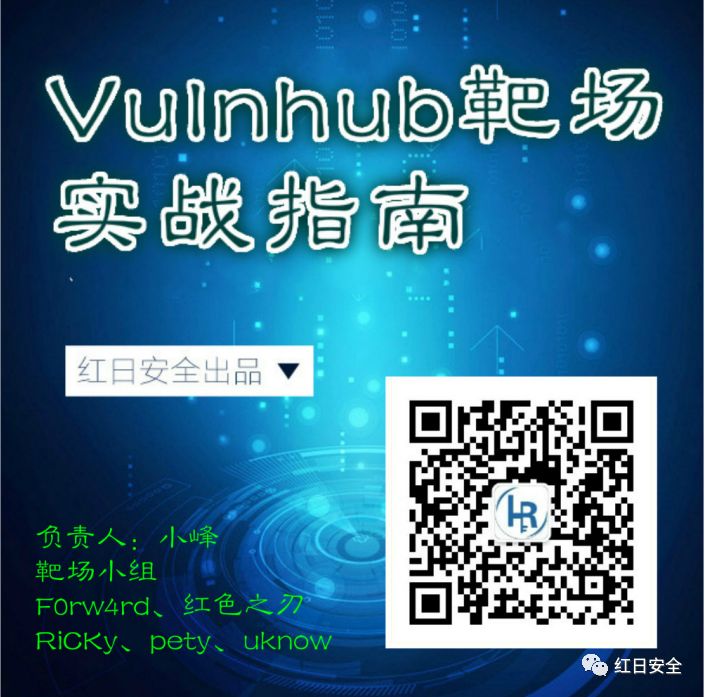 Vulnhub靶场
实战指南
红日安全出品
负责人：小峰
靶场小组
F0rw4rd、红色之刃
RiCKy、pety、uknow
HR
红日安全